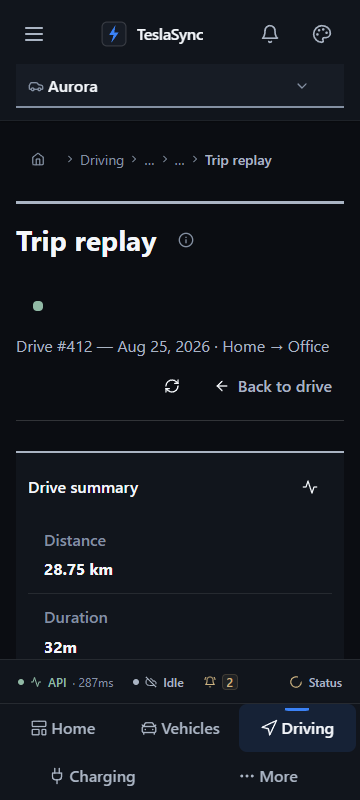 TeslaSync
Aurora
Driving ... ... Trip replay
Trip replay
Drive #412 — Aug 25, 2026 · Home → Office
Back to drive
Drive summary
Distance
28.75 km
Duration
32m
API · 287ms Idle 2 Status
Home Vehicles Driving
Charging More